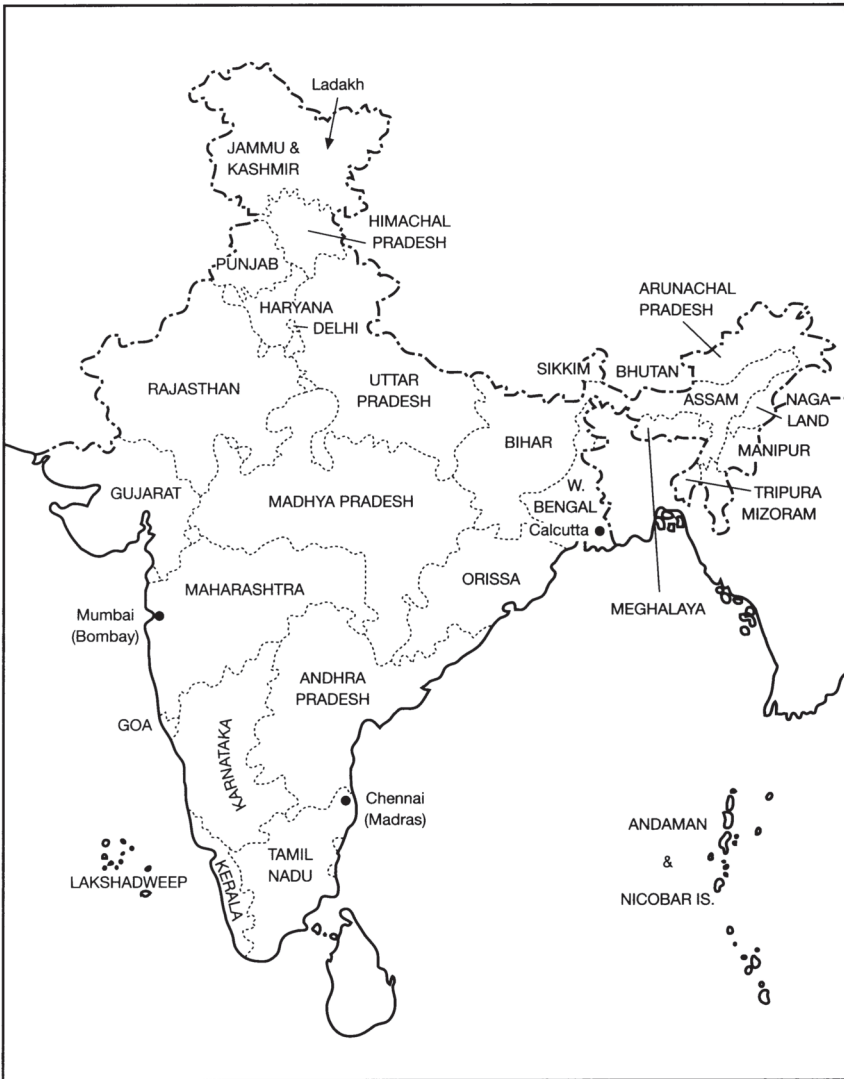 Ladakh
JAMMU &
KASHMIR
HIMACHAL
PRADESH
PUNJAB
HARYANA
DELHI
ARUNACHAL
PRADESH
SIKKIM
BHUTAN
RAJASTHAN
UTTAR
PRADESH
ASSAM
NAGA-
LAND
BIHAR
MANIPUR
GUJARAT
MADHYA PRADESH
W.
BENGAL
Calcutta
TRIPURA
MIZORAM
MAHARASHTRA
ORISSA
MEGHALAYA
Mumbai
(Bombay)
ANDHRA
PRADESH
GOA
KARNATAKA
Chennai
(Madras)
ANDAMAN
&
NICOBAR IS.
TAMIL
NADU
LAKSHADWEEP
KERALA